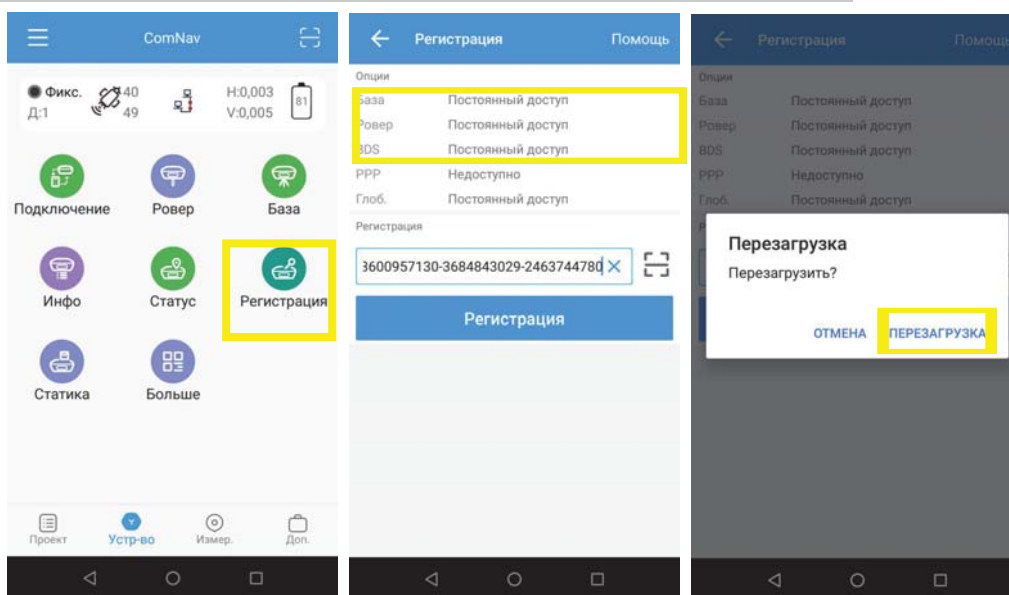 ComNav
Фикс.
Д:1
40
49
H:0,003
V:0,005
81
Подключение
Ровер
База
Инфо
Статус
Регистрация
Статика
Больше
Проект
Устр-во
Измер.
Доп.
Регистрация
Помощь
Опции
База Постоянный доступ
Ровер Постоянный доступ
BDS Постоянный доступ
PPP Недоступно
Глоб. Постоянный доступ
Регистрация
3600957130-3684843029-2463744780
Регистрация
Регистрация
Помощь
Опции
База Постоянный доступ
Ровер Постоянный доступ
BDS Постоянный доступ
PPP Недоступно
Глоб. Постоянный доступ
Перезагрузка
Перезагрузить?
ОТМЕНА
ПЕРЕЗАГРУЗКА